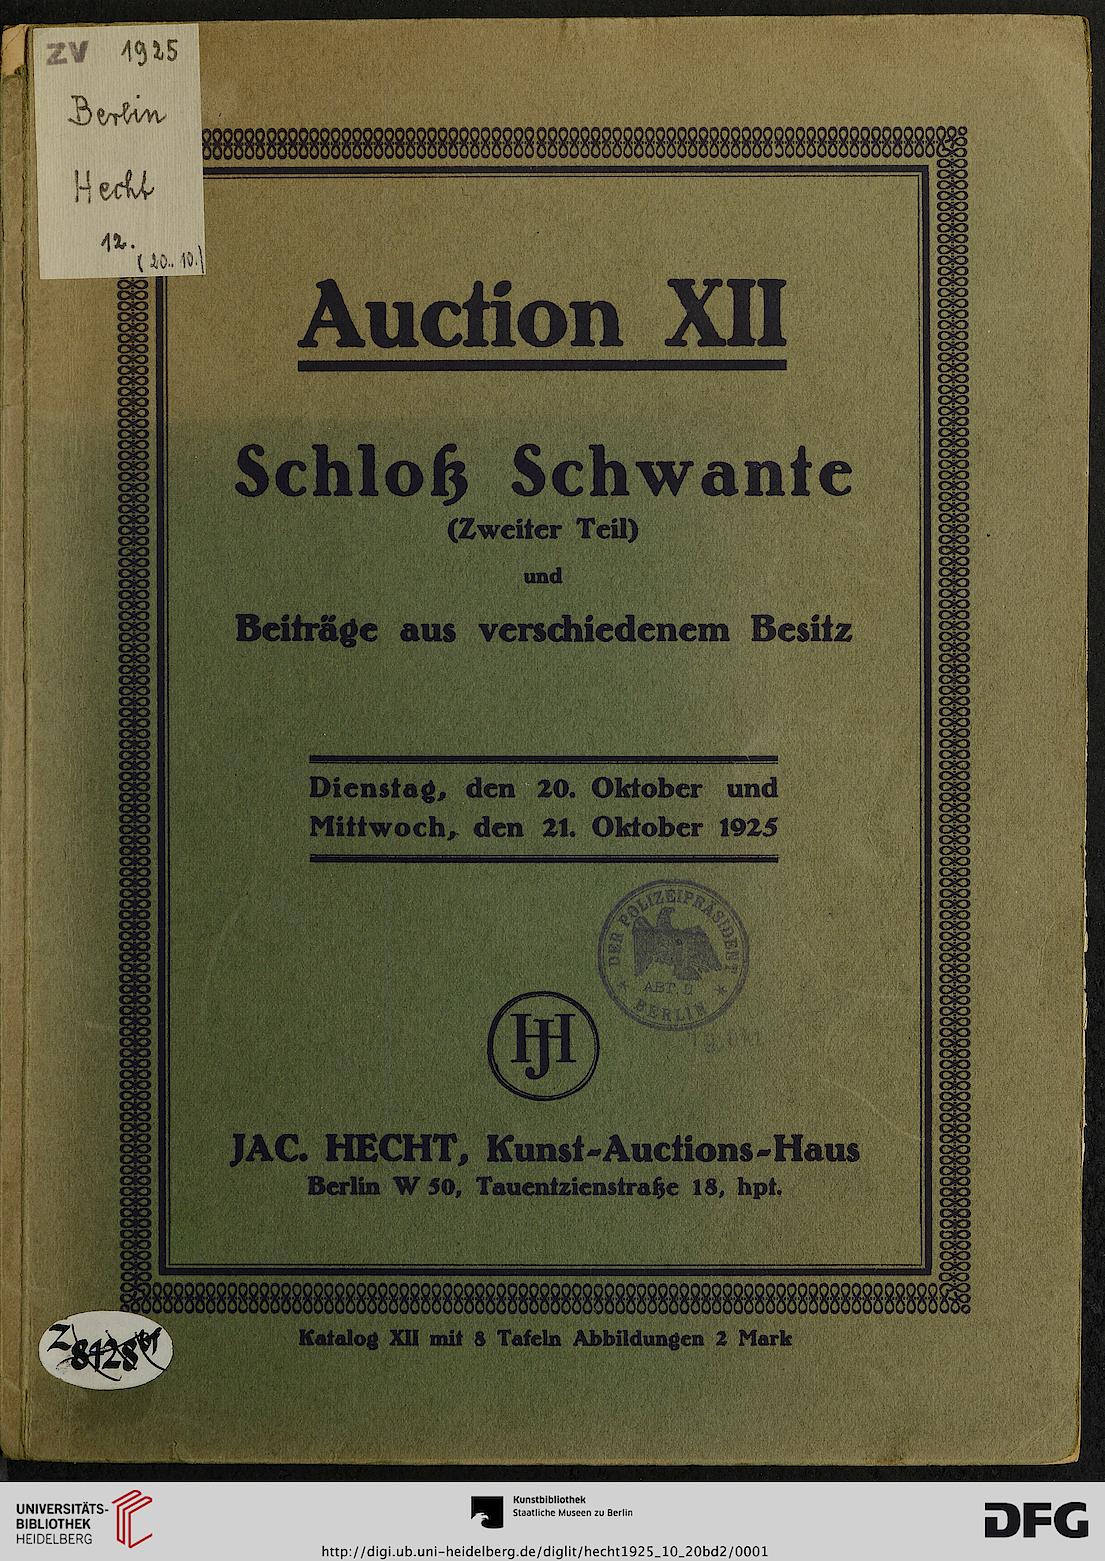 ZV 1925
Berlin
Hecht
12.
(20. 10.)
Auction XII
Schloß Schwante
(Zweiter Teil)
und
Beiträge aus verschiedenem Besitz
Dienstag, den 20. Oktober und
Mittwoch, den 21. Oktober 1925
DER POLIZEIPRÄSIDENT
ABT. II
BERLIN
HJH
JAC. HECHT, Kunst-Auctions-Haus
Berlin W 50, Tauentzienstraße 18, hpt.
Katalog XII mit 8 Tafeln Abbildungen 2 Mark
UNIVERSITÄTS-
BIBLIOTHEK
HEIDELBERG
Kunstbibliothek
Staatliche Museen zu Berlin
DFG
http://digi.ub.uni-heidelberg.de/diglit/hecht1925_10_20bd2/0001